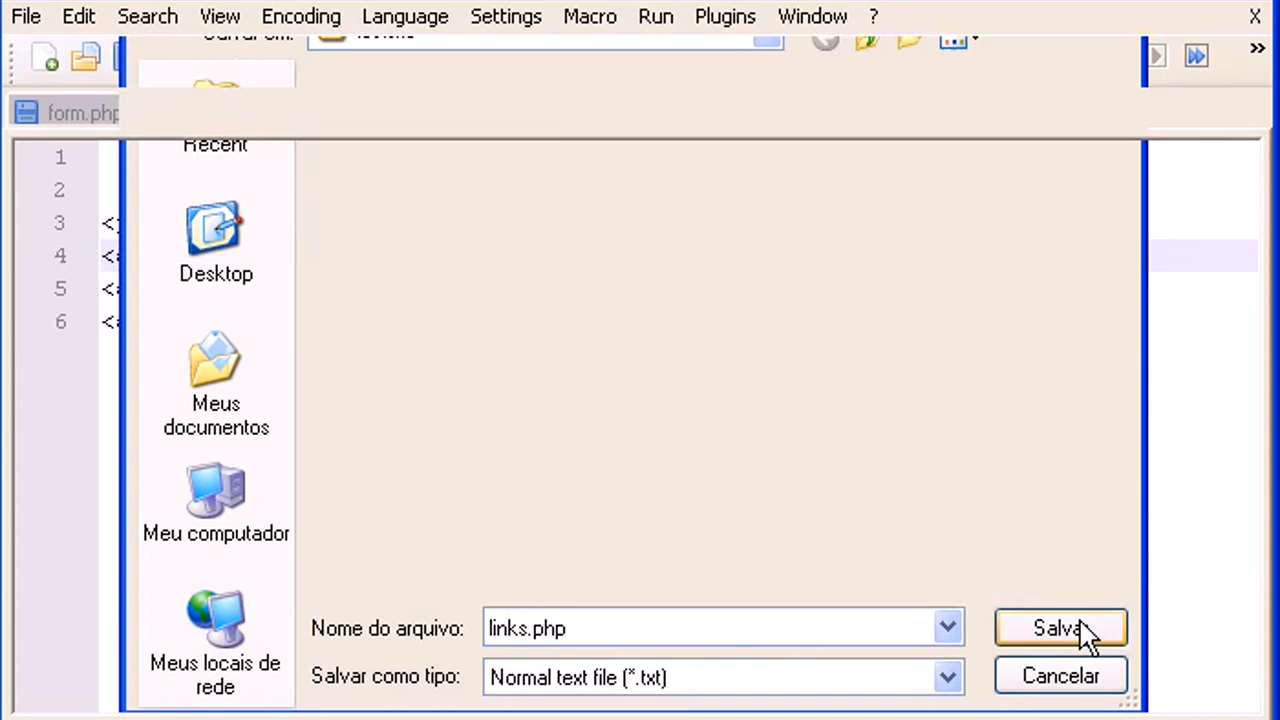 File Edit Search View Encoding Language Settings Macro Run Plugins Window ? X
»
form.php
Recent
1
2
3 <
4 <
5 <
6 <
Desktop
Meus
documentos
Meu computador
Meus locais de
rede
Nome do arquivo: links.php
Salvar como tipo: Normal text file (*.txt)
Cancelar